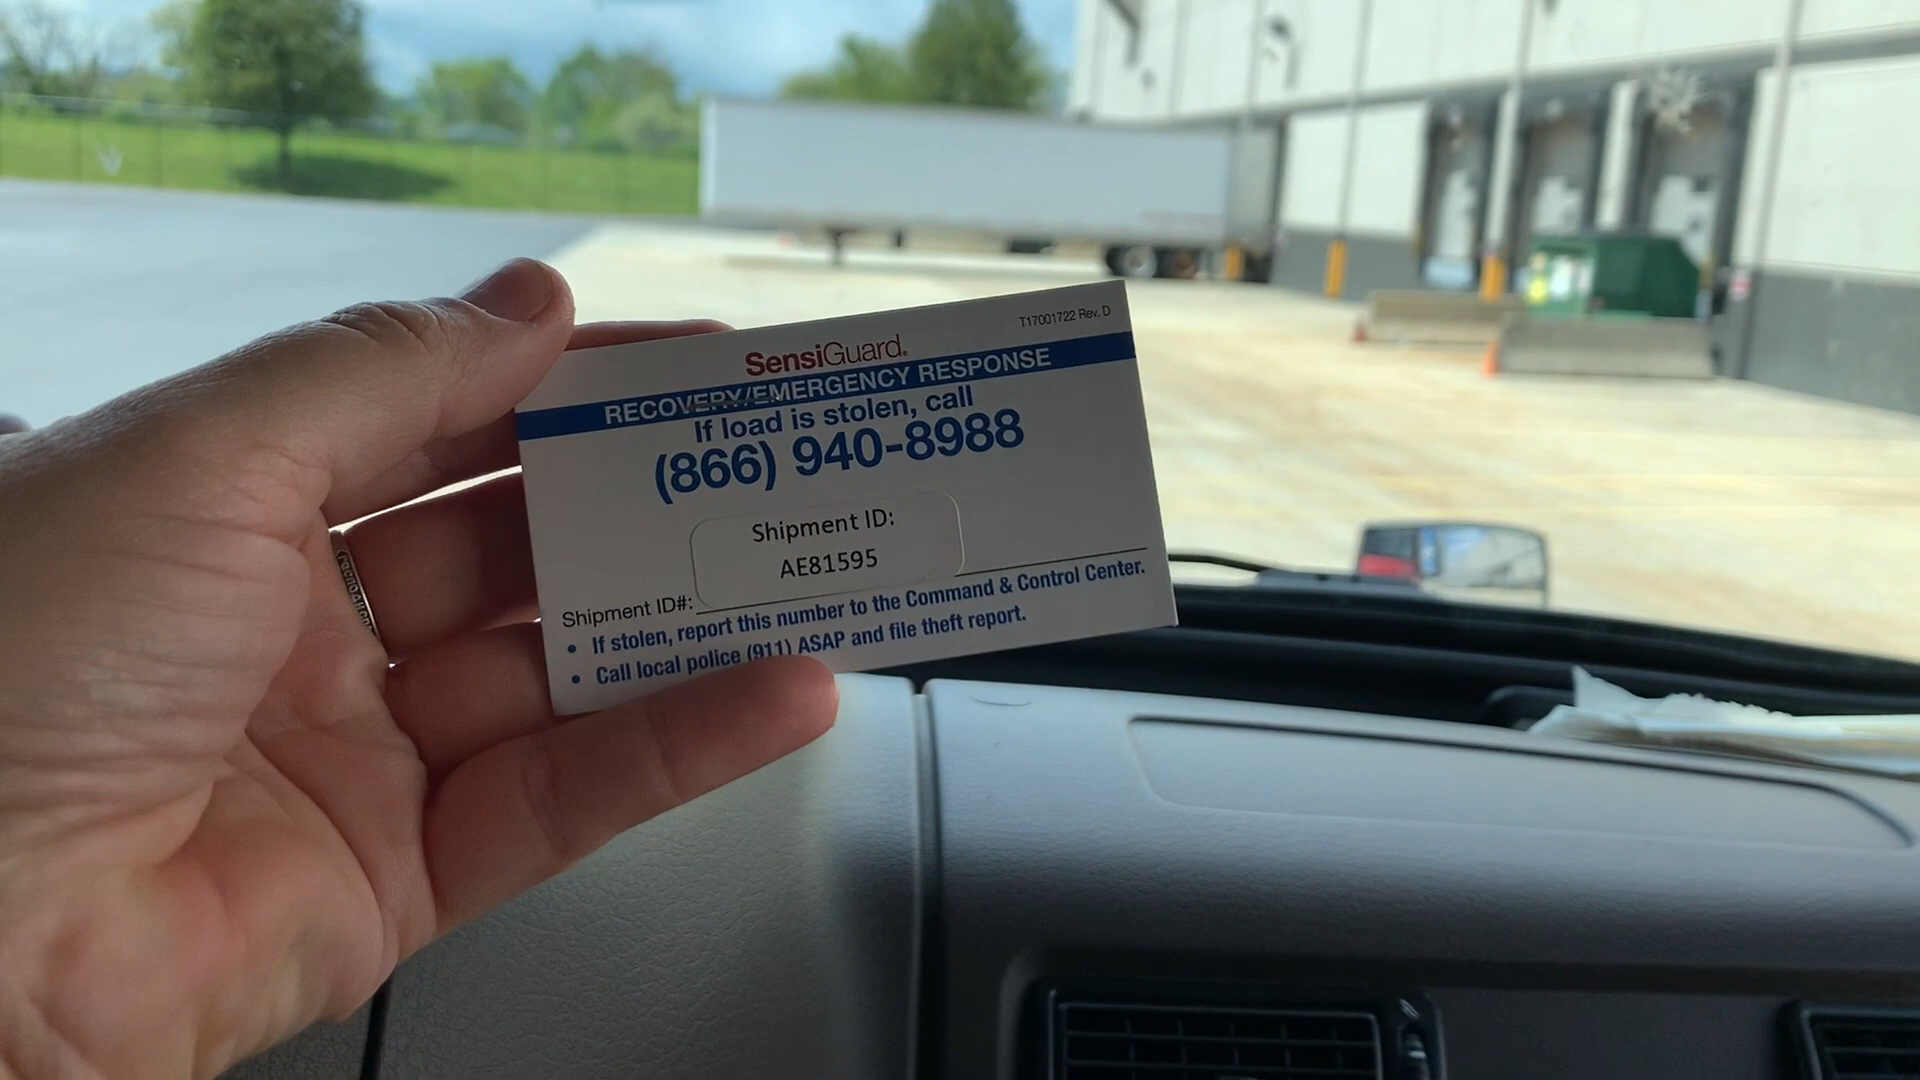 SensiGuard.
T17001722 Rev. D
RECOVERY/EMERGENCY RESPONSE
If load is stolen, call
(866) 940-8988
Shipment ID:
AE81595
Shipment ID#:
• If stolen, report this number to the Command & Control Center.
• Call local police (911) ASAP and file theft report.